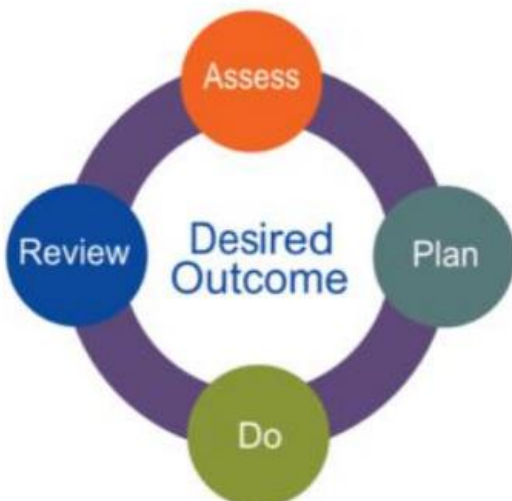 Assess
Review
Desired
Outcome
Plan
Do